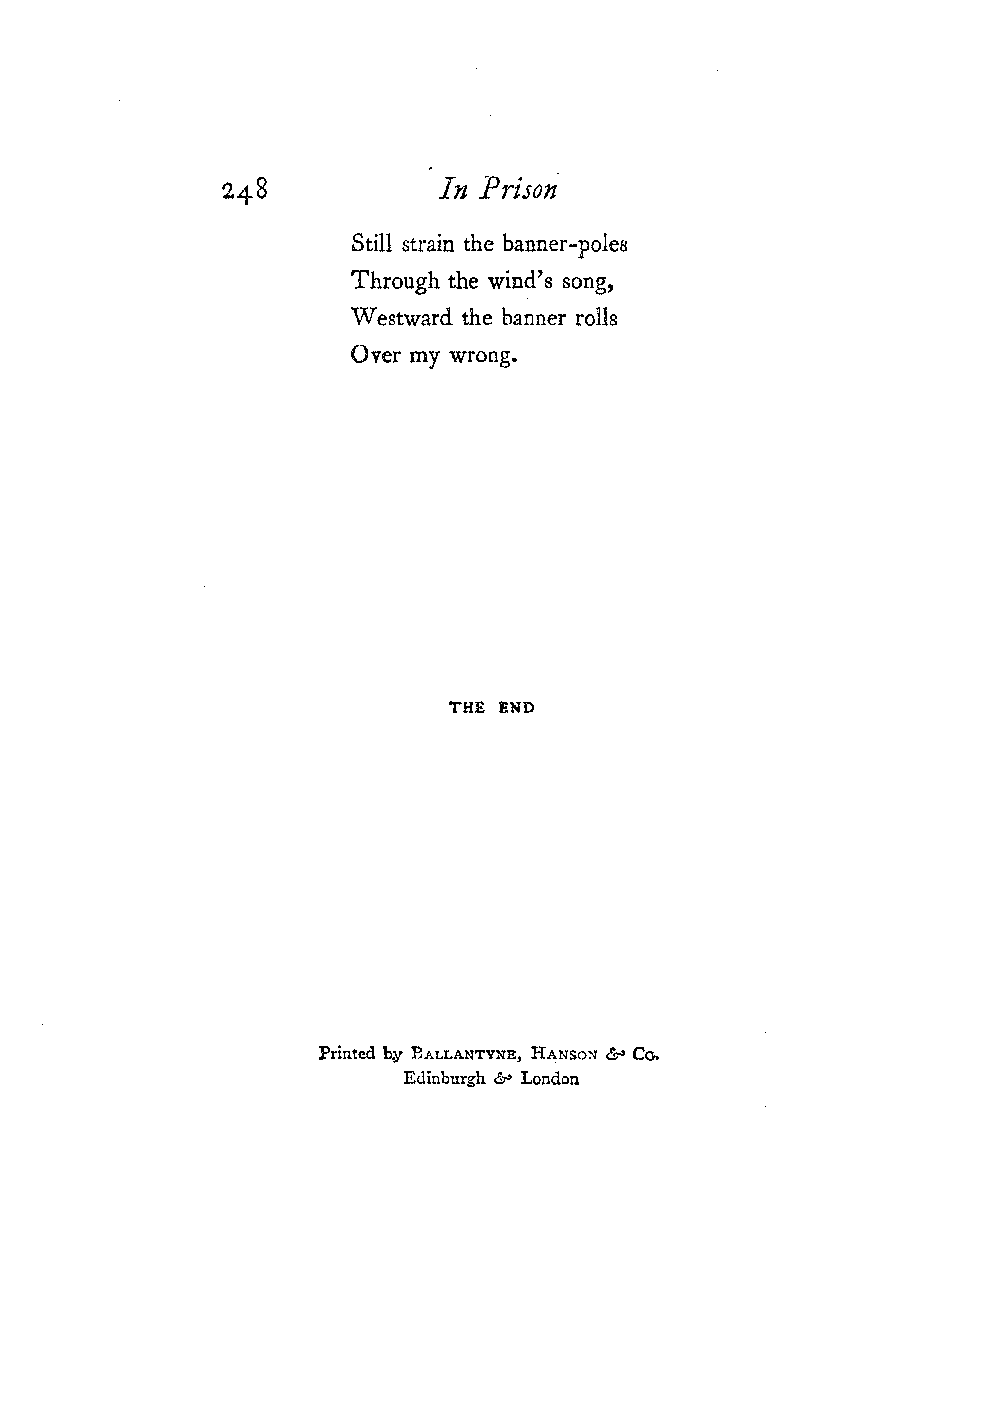 248 In Prison
Still strain the banner-poles
Through the wind's song,
Westward the banner rolls
Over my wrong.
THE END
Printed by BALLANTYNE, HANSON & Co.
Edinburgh & London